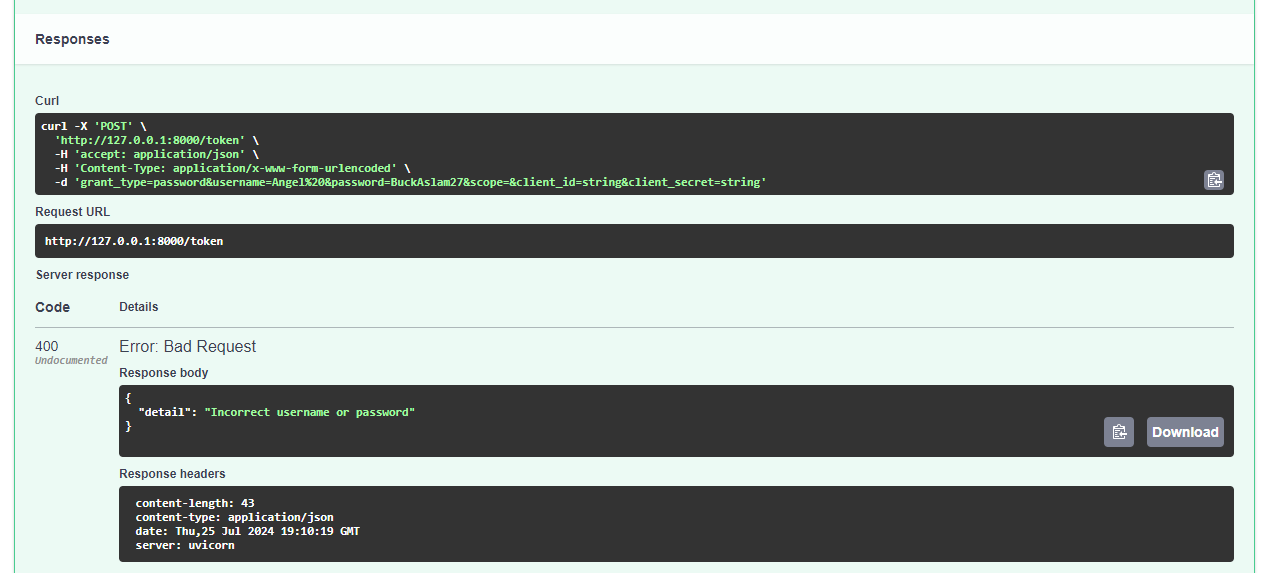 Responses
Curl
curl -X 'POST' \
  'http://127.0.0.1:8000/token' \
  -H 'accept: application/json' \
  -H 'Content-Type: application/x-www-form-urlencoded' \
  -d 'grant_type=password&username=Angel%20&password=BuckAslam27&scope=&client_id=string&client_secret=string'
Request URL
http://127.0.0.1:8000/token
Server response
Code Details
400 Error: Bad Request
Undocumented
Response body
{
  "detail": "Incorrect username or password"
}
Download
Response headers
content-length: 43
content-type: application/json
date: Thu,25 Jul 2024 19:10:19 GMT
server: uvicorn